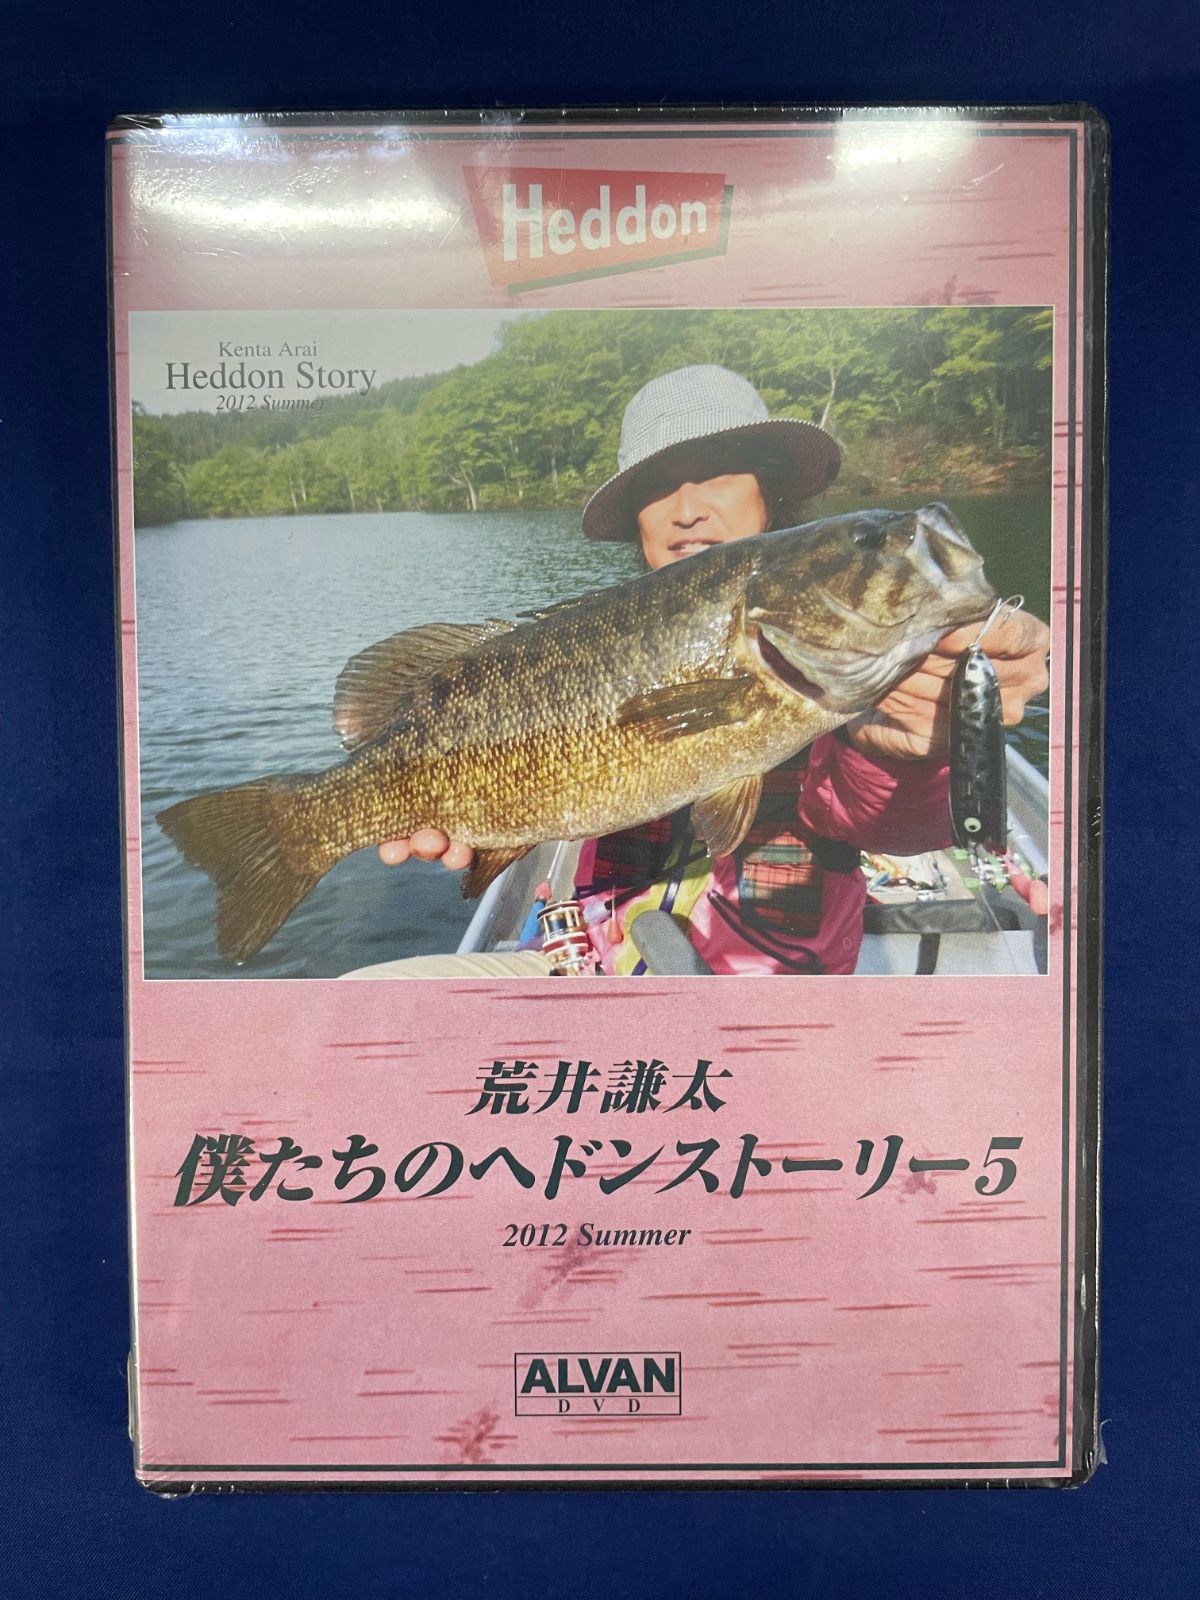 Heddon
Kenta Arai
Heddon Story
2012 Summer
荒井謙太
僕たちのヘドンストーリー5
2012 Summer
ALVAN
DVD